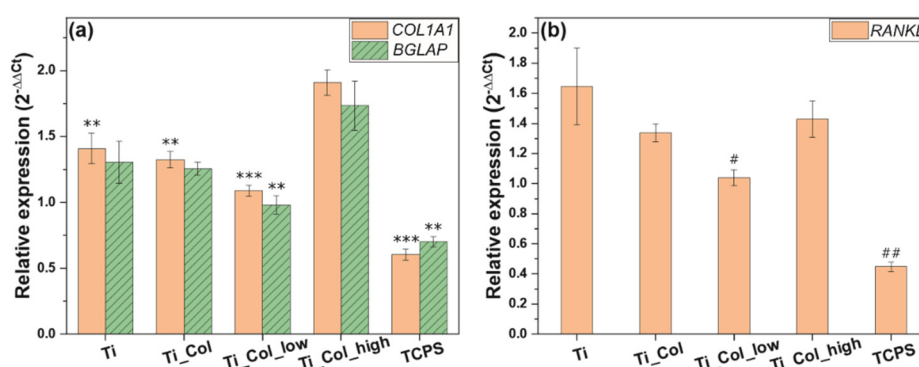 (a)
COL1A1
BGLAP
Relative expression (2^-ΔΔCt)
2.0
1.5
1.0
0.5
0.0
**
**
***
**
***
**
Ti
Ti_Col
Ti_Col_low
Ti_Col_high
TCPS
(b)
RANKL
Relative expression (2^-ΔΔCt)
2.0
1.8
1.6
1.4
1.2
1.0
0.8
0.6
0.4
0.2
0.0
#
##
Ti
Ti_Col
Ti_Col_low
Ti_Col_high
TCPS